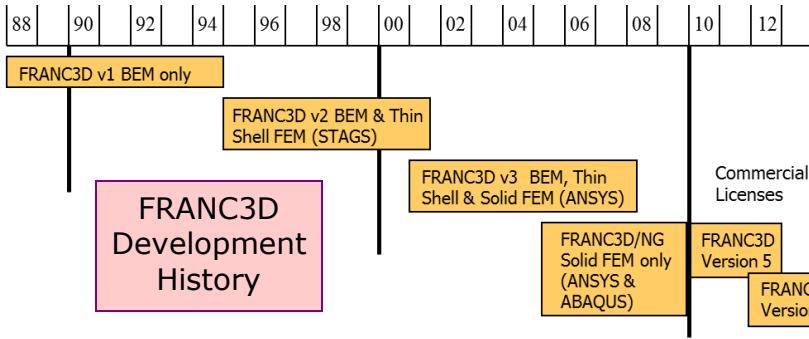 88 90 92 94 96 98 00 02 04 06 08 10 12
FRANC3D v1 BEM only
FRANC3D v2 BEM & Thin
Shell FEM (STAGS)
FRANC3D v3 BEM, Thin
Shell & Solid FEM (ANSYS)
Commercial
Licenses
FRANC3D
Development
History
FRANC3D/NG
Solid FEM only
(ANSYS &
ABAQUS)
FRANC3D
Version 5